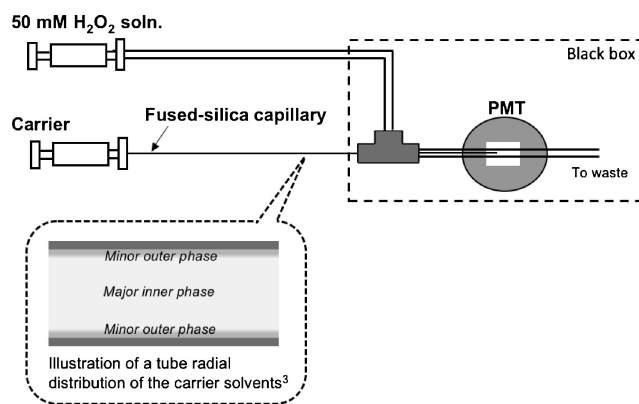 50 mM H₂O₂ soln.
Black box
Fused-silica capillary
PMT
Carrier
To waste
Minor outer phase
Major inner phase
Minor outer phase
Illustration of a tube radial
distribution of the carrier solvents³